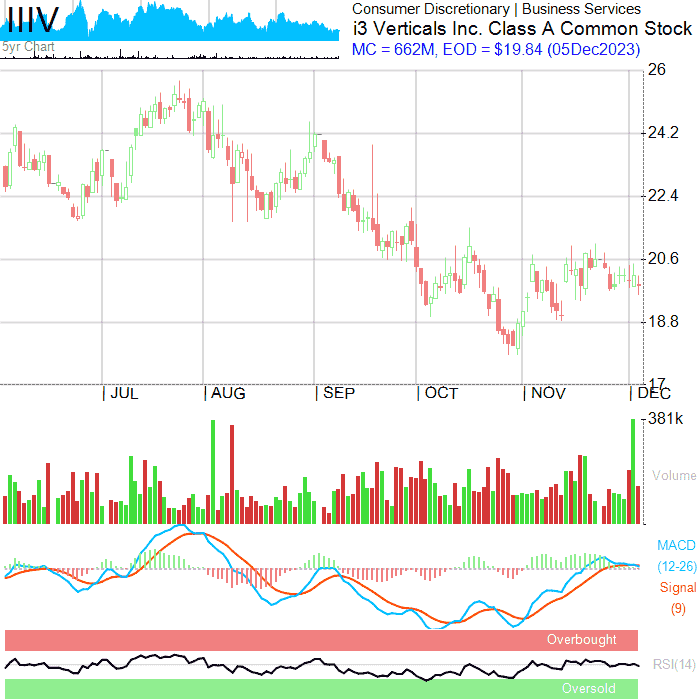 IIIV
Consumer Discretionary | Business Services
i3 Verticals Inc. Class A Common Stock
MC = 662M, EOD = $19.84 (05Dec2023)
5yr Chart
26
24.2
22.4
20.6
18.8
17
| JUL | AUG | SEP | OCT | NOV | DEC
381k
Volume
MACD
(12-26)
Signal
(9)
Overbought
RSI(14)
Oversold